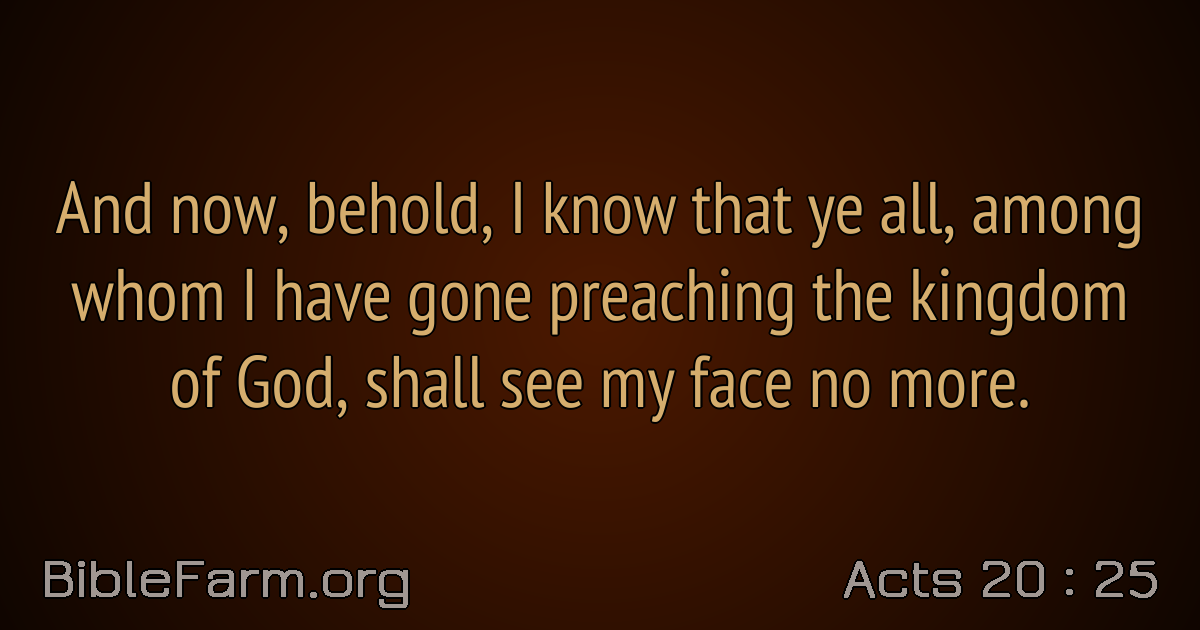 And now, behold, I know that ye all, among
whom I have gone preaching the kingdom
of God, shall see my face no more.
BibleFarm.org
Acts 20 : 25